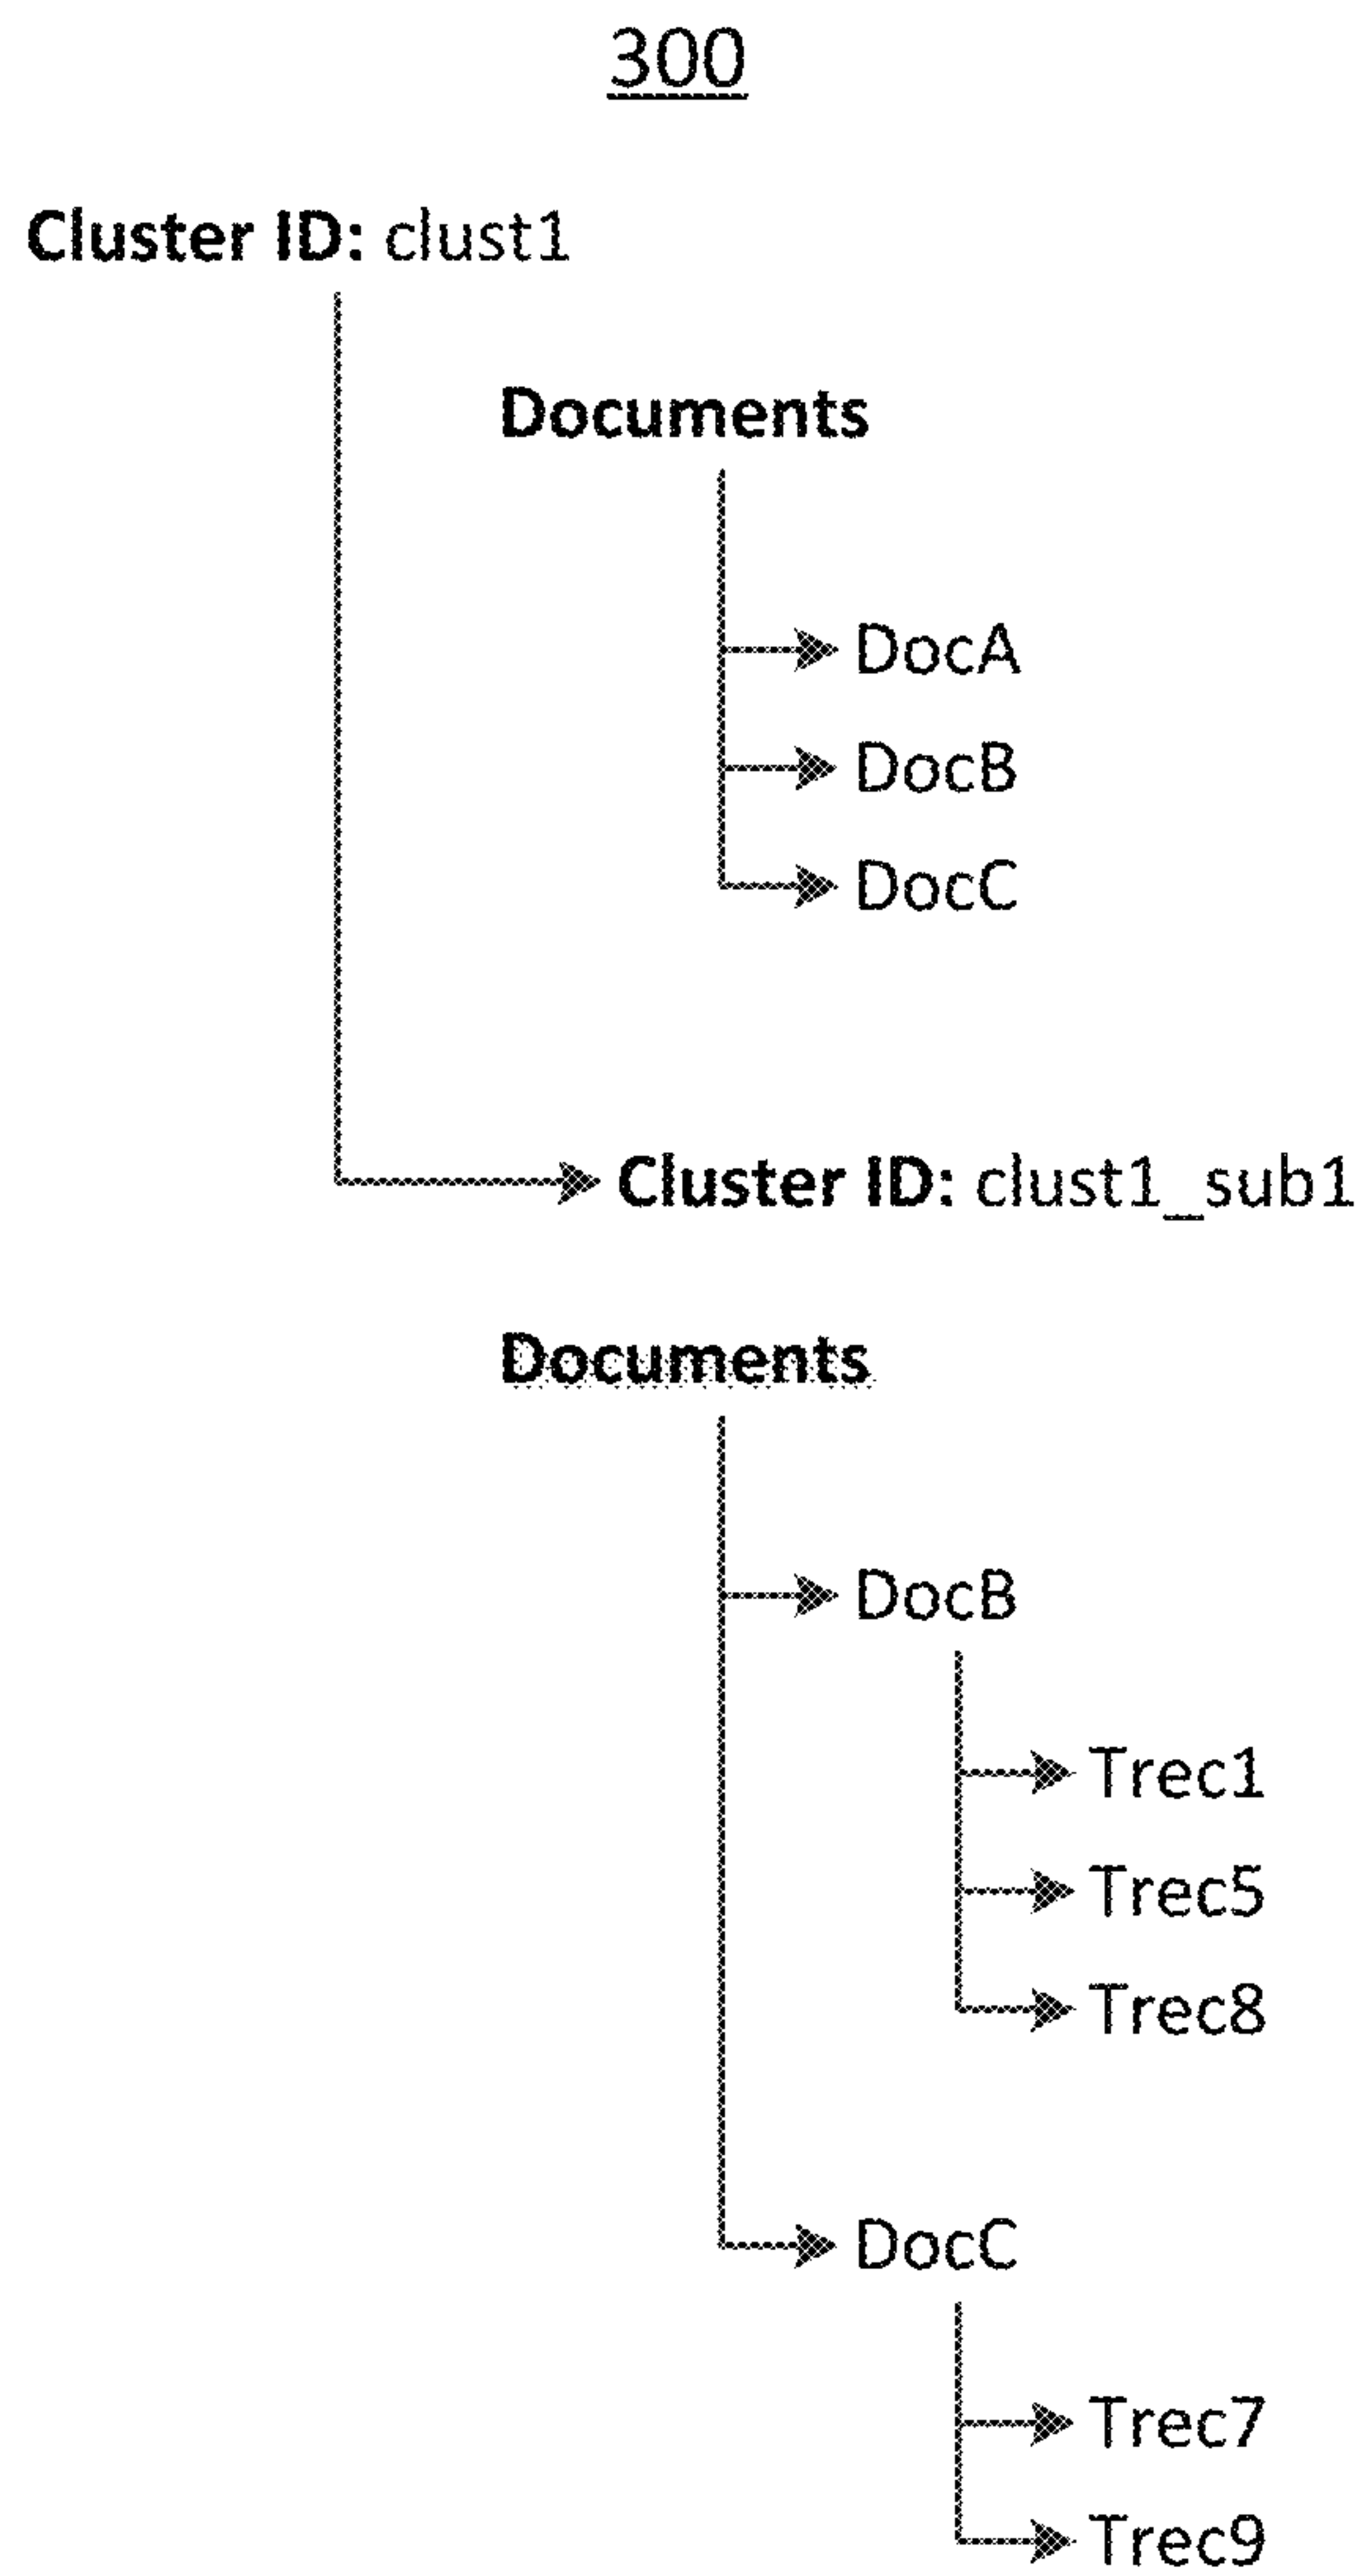 300
Cluster ID: clust1
Documents
DocA
DocB
DocC
Cluster ID: clust1_sub1
Documents
DocB
Trec1
Trec5
Trec8
DocC
Trec7
Trec9